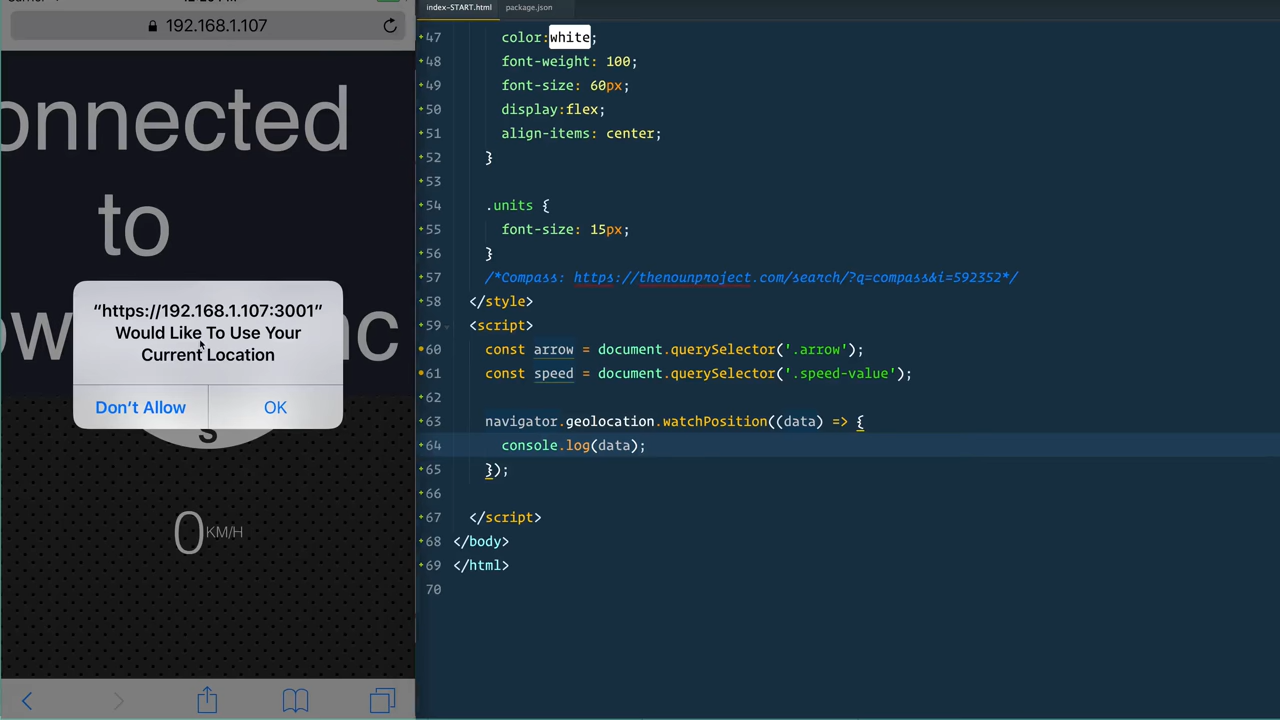 192.168.1.107
onnected
to
"https://192.168.1.107:3001"
Would Like To Use Your
Current Location
Don't Allow
OK
S
0 KM/H
index-START.html
package.json
47 color:white;
48 font-weight: 100;
49 font-size: 60px;
50 display:flex;
51 align-items: center;
52 }
53
54 .units {
55 font-size: 15px;
56 }
57 /*Compass: https://thenounproject.com/search/?q=compass&i=592352*/
58 </style>
59 <script>
60 const arrow = document.querySelector('.arrow');
61 const speed = document.querySelector('.speed-value');
62
63 navigator.geolocation.watchPosition((data) => {
64 console.log(data);
65 });
66
67 </script>
68 </body>
69 </html>
70